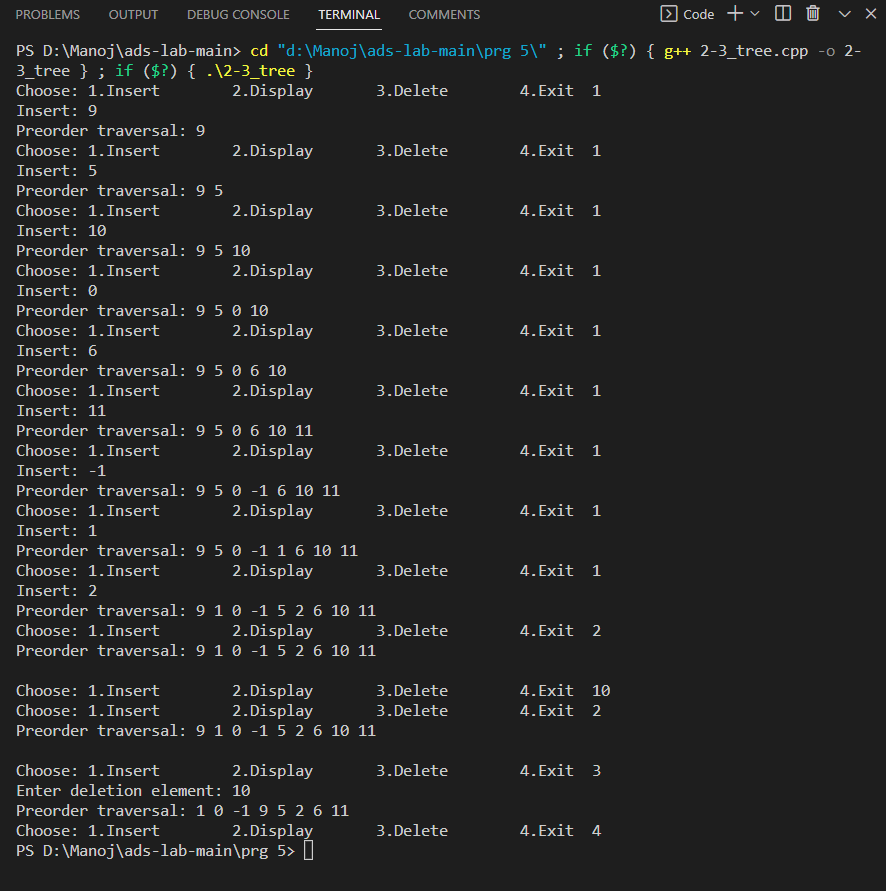 PROBLEMS OUTPUT DEBUG CONSOLE TERMINAL COMMENTS Code
PS D:\Manoj\ads-lab-main> cd "d:\Manoj\ads-lab-main\prg 5\" ; if ($?) { g++ 2-3_tree.cpp -o 2-
3_tree } ; if ($?) { .\2-3_tree }
Choose: 1.Insert 2.Display 3.Delete 4.Exit 1
Insert: 9
Preorder traversal: 9
Choose: 1.Insert 2.Display 3.Delete 4.Exit 1
Insert: 5
Preorder traversal: 9 5
Choose: 1.Insert 2.Display 3.Delete 4.Exit 1
Insert: 10
Preorder traversal: 9 5 10
Choose: 1.Insert 2.Display 3.Delete 4.Exit 1
Insert: 0
Preorder traversal: 9 5 0 10
Choose: 1.Insert 2.Display 3.Delete 4.Exit 1
Insert: 6
Preorder traversal: 9 5 0 6 10
Choose: 1.Insert 2.Display 3.Delete 4.Exit 1
Insert: 11
Preorder traversal: 9 5 0 6 10 11
Choose: 1.Insert 2.Display 3.Delete 4.Exit 1
Insert: -1
Preorder traversal: 9 5 0 -1 6 10 11
Choose: 1.Insert 2.Display 3.Delete 4.Exit 1
Insert: 1
Preorder traversal: 9 5 0 -1 1 6 10 11
Choose: 1.Insert 2.Display 3.Delete 4.Exit 1
Insert: 2
Preorder traversal: 9 1 0 -1 5 2 6 10 11
Choose: 1.Insert 2.Display 3.Delete 4.Exit 2
Preorder traversal: 9 1 0 -1 5 2 6 10 11
Choose: 1.Insert 2.Display 3.Delete 4.Exit 10
Choose: 1.Insert 2.Display 3.Delete 4.Exit 2
Preorder traversal: 9 1 0 -1 5 2 6 10 11
Choose: 1.Insert 2.Display 3.Delete 4.Exit 3
Enter deletion element: 10
Preorder traversal: 1 0 -1 9 5 2 6 11
Choose: 1.Insert 2.Display 3.Delete 4.Exit 4
PS D:\Manoj\ads-lab-main\prg 5>